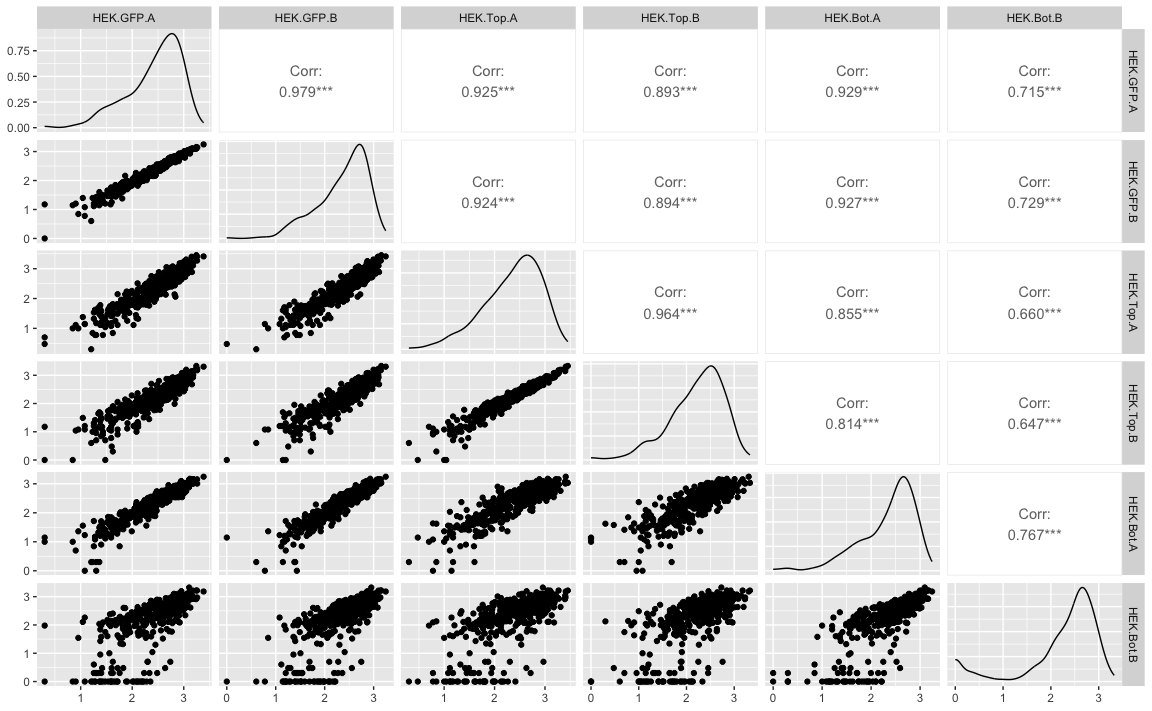 HEK.GFP.A HEK.GFP.B HEK.Top.A HEK.Top.B HEK.Bot.A HEK.Bot.B
0.75
0.50
0.25
0.00
Corr:
0.979***
Corr:
0.925***
Corr:
0.893***
Corr:
0.929***
Corr:
0.715***
HEK.GFP.A
3
2
1
0
Corr:
0.924***
Corr:
0.894***
Corr:
0.927***
Corr:
0.729***
HEK.GFP.B
3
2
1
Corr:
0.964***
Corr:
0.855***
Corr:
0.660***
HEK.Top.A
3
2
1
0
Corr:
0.814***
Corr:
0.647***
HEK.Top.B
3
2
1
0
Corr:
0.767***
HEK.Bot.A
3
2
1
0
HEK.Bot.B
1 2 3 0 1 2 3 1 2 3 0 1 2 3 0 1 2 3 0 1 2 3